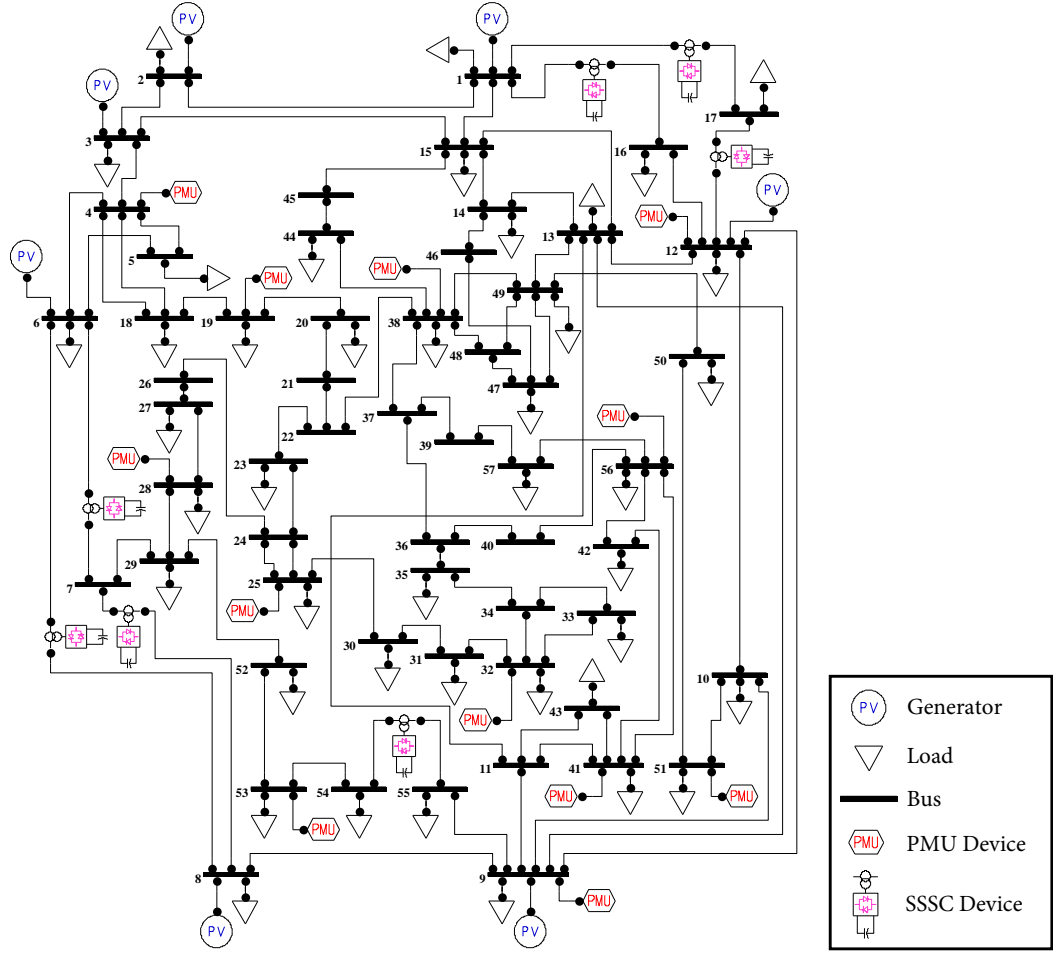 PV
PV
2
1
PV
17
3
15
16
PV
PMU
4
14
PMU
13
45
12
44
5
PV
46
PMU
PMU
49
6
18
19
20
38
48
50
26
21
47
27
37
PMU
22
39
PMU
23
57
56
28
24
36
40
42
29
35
7
25
PMU
34
33
30
31
32
52
10
PMU
43
11
41
51
53
54
55
PMU
PMU
PMU
8
9
PMU
PV
PV
PV Generator
Load
Bus
PMU PMU Device
SSSC Device